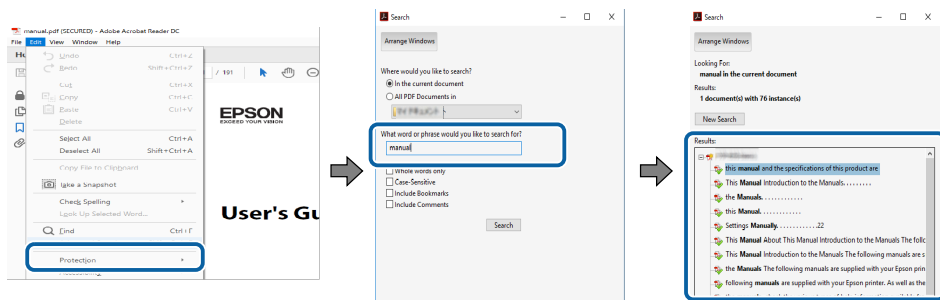 manual.pdf (SECURED) - Adobe Acrobat Reader DC
File Edit View Window Help
Undo Ctrl+Z
Redo Shift+Ctrl+Z
Cut Ctrl+X
Copy Ctrl+C
Paste Ctrl+V
Delete
Select All Ctrl+A
Deselect All Shift+Ctrl+A
Copy File to Clipboard
Take a Snapshot
Check Spelling
Look Up Selected Word...
Find
Protection
/ 191
EPSON
EXCEED YOUR VISION
User's Gu
Search
Arrange Windows
Where would you like to search?
In the current document
All PDF Documents in
What word or phrase would you like to search for?
manual
Whole words only
Case-Sensitive
Include Bookmarks
Include Comments
Search
Search
Arrange Windows
Looking For:
manual in the current document
Results:
1 document(s) with 76 instance(s)
New Search
Results:
this manual and the specifications of this product are
This Manual Introduction to the Manuals. . . . . . . . .
the Manuals. . . . . . . . . . . . .
this Manual. . . . . . . . . . . . .
Settings Manually. . . . . . . . . . . . .22
This Manual About This Manual Introduction to the Manuals The follc
This Manual Introduction to the Manuals The following manuals are s
the Manuals The following manuals are supplied with your Epson prin
following manuals are supplied with your Epson printer. As well as the